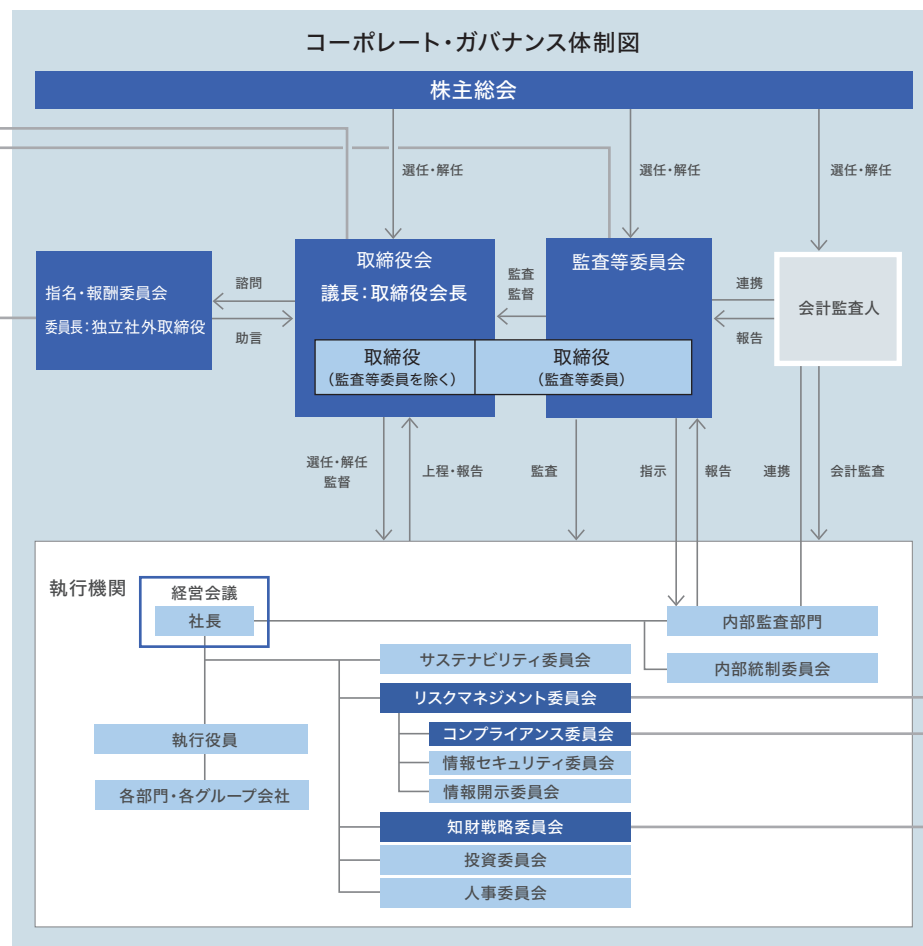 コーポレート・ガバナンス体制図
株主総会
選任・解任
選任・解任
選任・解任
指名・報酬委員会
委員長：独立社外取締役
諮問
助言
取締役会
議長：取締役会長
監査
監督
監査等委員会
連携
報告
会計監査人
取締役
（監査等委員を除く）
取締役
（監査等委員）
選任・解任
監督
上程・報告
監査
指示
報告
連携
会計監査
執行機関
経営会議
社長
内部監査部門
内部統制委員会
サステナビリティ委員会
リスクマネジメント委員会
コンプライアンス委員会
情報セキュリティ委員会
情報開示委員会
執行役員
各部門・各グループ会社
知財戦略委員会
投資委員会
人事委員会